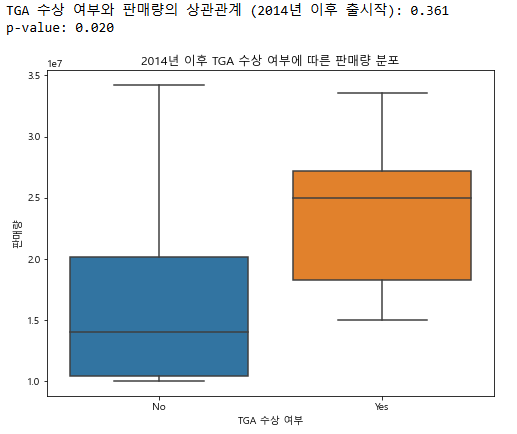 TGA 수상 여부와 판매량의 상관관계 (2014년 이후 출시작): 0.361
p-value: 0.020
2014년 이후 TGA 수상 여부에 따른 판매량 분포
1e7
3.5
3.0
2.5
2.0
1.5
1.0
판매량
No
Yes
TGA 수상 여부